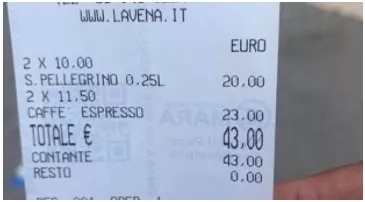 WWW.LAVENA.IT
EURO
2 X 10.00
S.PELLEGRINO 0.25L 20,00
2 X 11,50
CAFFE' ESPRESSO 23,00
TOTALE € 43,00
CONTANTE 43,00
RESTO 0.00